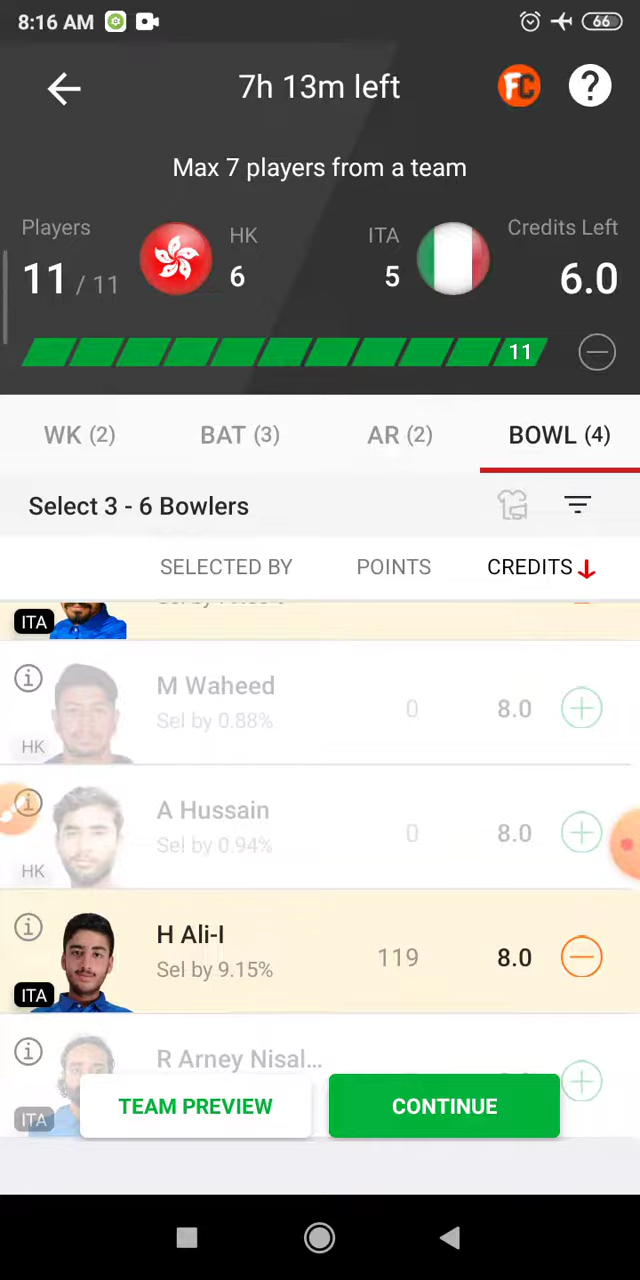 8:16 AM
66
7h 13m left
FC
?
Max 7 players from a team
Players
HK
ITA
Credits Left
11 / 11
6
5
6.0
11
WK (2)
BAT (3)
AR (2)
BOWL (4)
Select 3 - 6 Bowlers
SELECTED BY
POINTS
CREDITS
ITA
M Waheed
Sel by 0.88%
0
8.0
HK
A Hussain
Sel by 0.94%
0
8.0
HK
H Ali-I
Sel by 9.15%
119
8.0
ITA
R Arney Nisal...
ITA
TEAM PREVIEW
CONTINUE